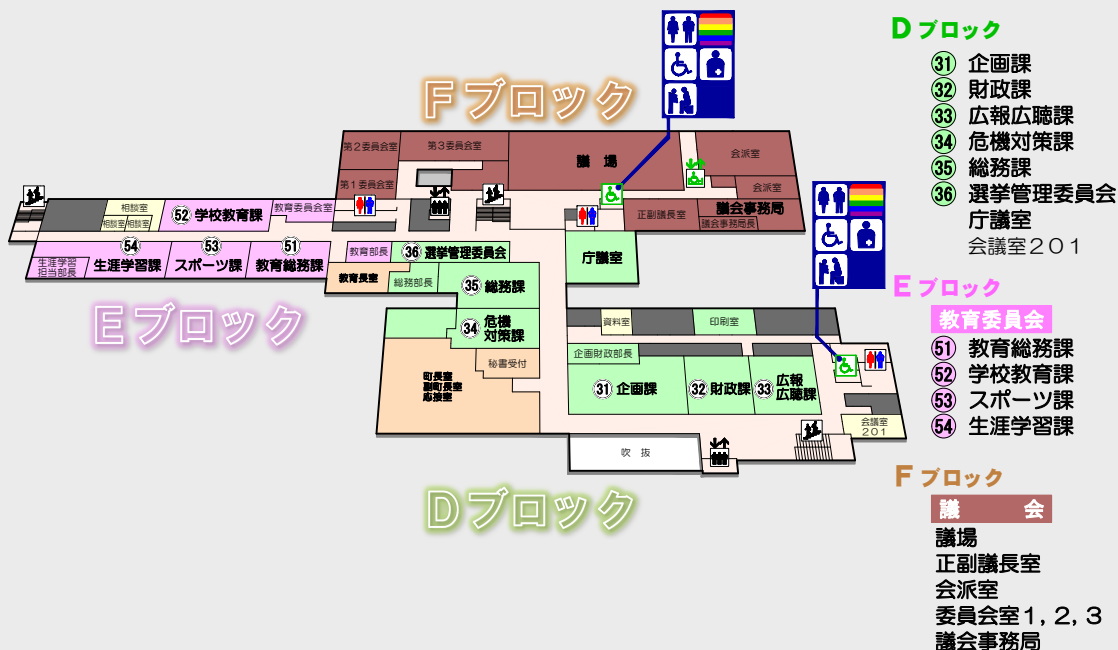 Fブロック
第2委員会室
第3委員会室
議 場
会派室
第1委員会室
会派室
相談室
52 学校教育課
教育委員会室
正副議長室
議会事務局
議会事務局長
相談室
相談室
54
53
51
教育部長
36 選挙管理委員会
庁議室
生涯学習
担当部長
生涯学習課
スポーツ課
教育総務課
教育長室
総務部長
35 総務課
Eブロック
34 危機
対策課
資料室
印刷室
企画財政部長
秘書受付
町長室
副町長室
応接室
31 企画課
32 財政課
33 広報
広聴課
会議室
201
吹 抜
Dブロック
Dブロック
31 企画課
32 財政課
33 広報広聴課
34 危機対策課
35 総務課
36 選挙管理委員会
庁議室
会議室201
Eブロック
教育委員会
51 教育総務課
52 学校教育課
53 スポーツ課
54 生涯学習課
Fブロック
議 会
議場
正副議長室
会派室
委員会室1,2,3
議会事務局